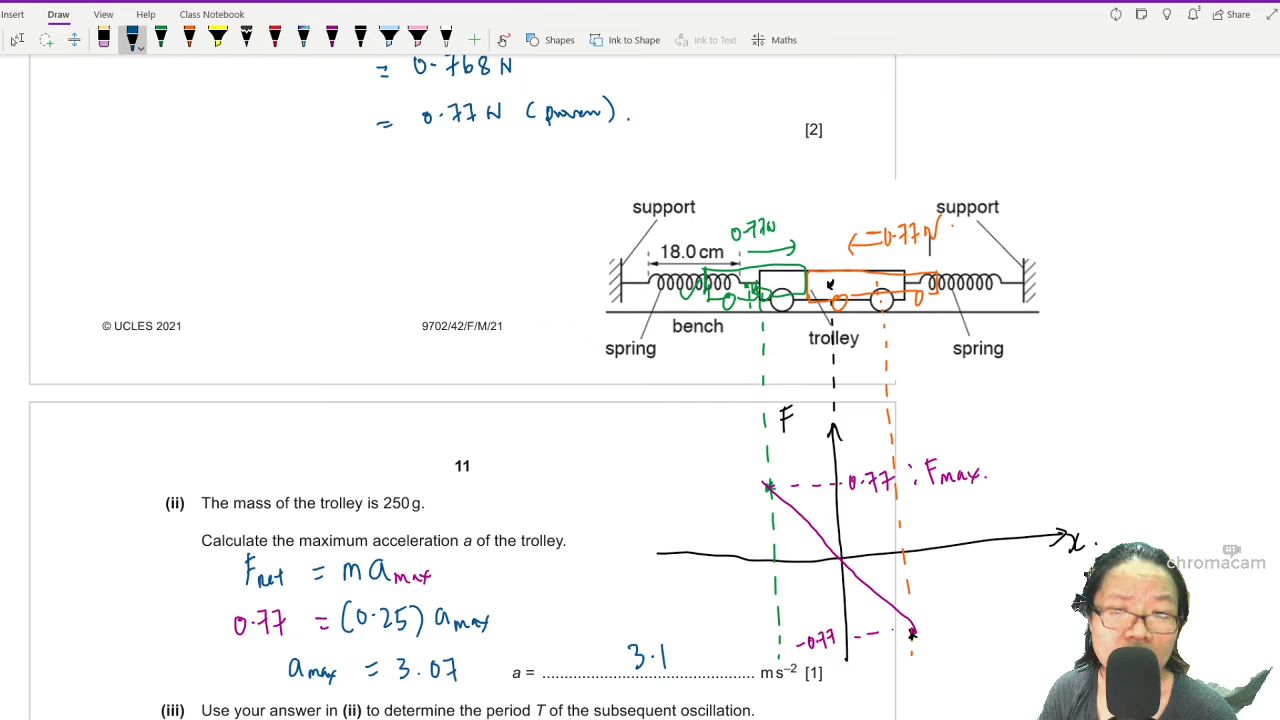 Insert Draw View Help Class Notebook
Share
Shapes Ink to Shape Ink to Text Maths
= 0.768 N
= 0.77 N (proven).
[2]
support support
0.77N
= 0.77N.
18.0 cm
bench
trolley
spring spring
© UCLES 2021 9702/42/F/M/21
F
11
0.77 : Fmax.
(ii) The mass of the trolley is 250 g.
Calculate the maximum acceleration a of the trolley.
x.
chromacam
Fnet = m amax
0.77 = (0.25) amax
-0.77
amax = 3.07
a = 3.1 m s–2 [1]
(iii) Use your answer in (ii) to determine the period T of the subsequent oscillation.